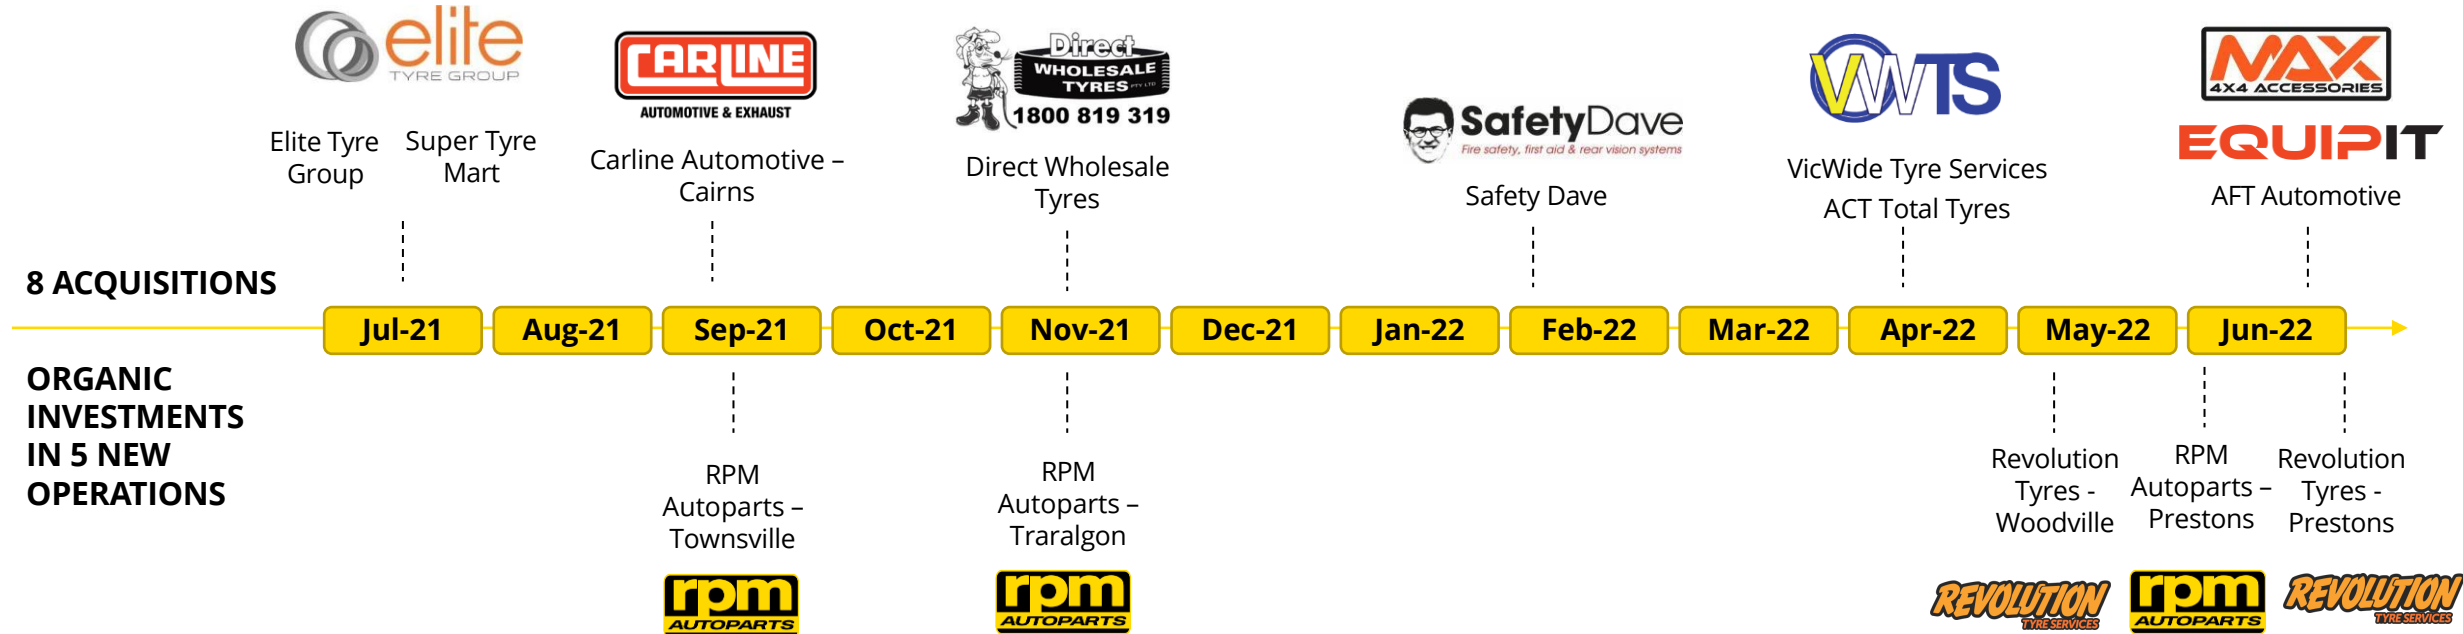 elite
TYRE GROUP
Elite Tyre
Group
Super Tyre
Mart
CARLINE
AUTOMOTIVE & EXHAUST
Carline Automotive –
Cairns
Direct
WHOLESALE
TYRES PTY LTD
1800 819 319
Direct Wholesale
Tyres
SafetyDave
Fire safety, first aid & rear vision systems
Safety Dave
VWTS
VicWide Tyre Services
ACT Total Tyres
MAX
4X4 ACCESSORIES
EQUIPIT
AFT Automotive
8 ACQUISITIONS
Jul-21
Aug-21
Sep-21
Oct-21
Nov-21
Dec-21
Jan-22
Feb-22
Mar-22
Apr-22
May-22
Jun-22
ORGANIC
INVESTMENTS
IN 5 NEW
OPERATIONS
RPM
Autoparts –
Townsville
rpm
AUTOPARTS
RPM
Autoparts –
Traralgon
rpm
AUTOPARTS
Revolution
Tyres -
Woodville
REVOLUTION
TYRE SERVICES
RPM
Autoparts –
Prestons
rpm
AUTOPARTS
Revolution
Tyres -
Prestons
REVOLUTION
TYRE SERVICES